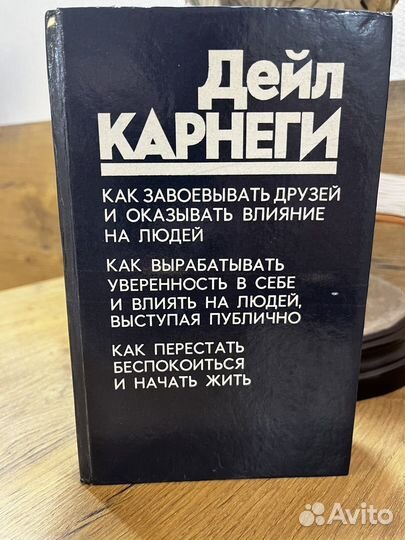 Дейл
КАРНЕГИ
КАК ЗАВОЕВЫВАТЬ ДРУЗЕЙ
И ОКАЗЫВАТЬ ВЛИЯНИЕ
НА ЛЮДЕЙ
КАК ВЫРАБАТЫВАТЬ
УВЕРЕННОСТЬ В СЕБЕ
И ВЛИЯТЬ НА ЛЮДЕЙ,
ВЫСТУПАЯ ПУБЛИЧНО
КАК ПЕРЕСТАТЬ
БЕСПОКОИТЬСЯ
И НАЧАТЬ ЖИТЬ
Avito